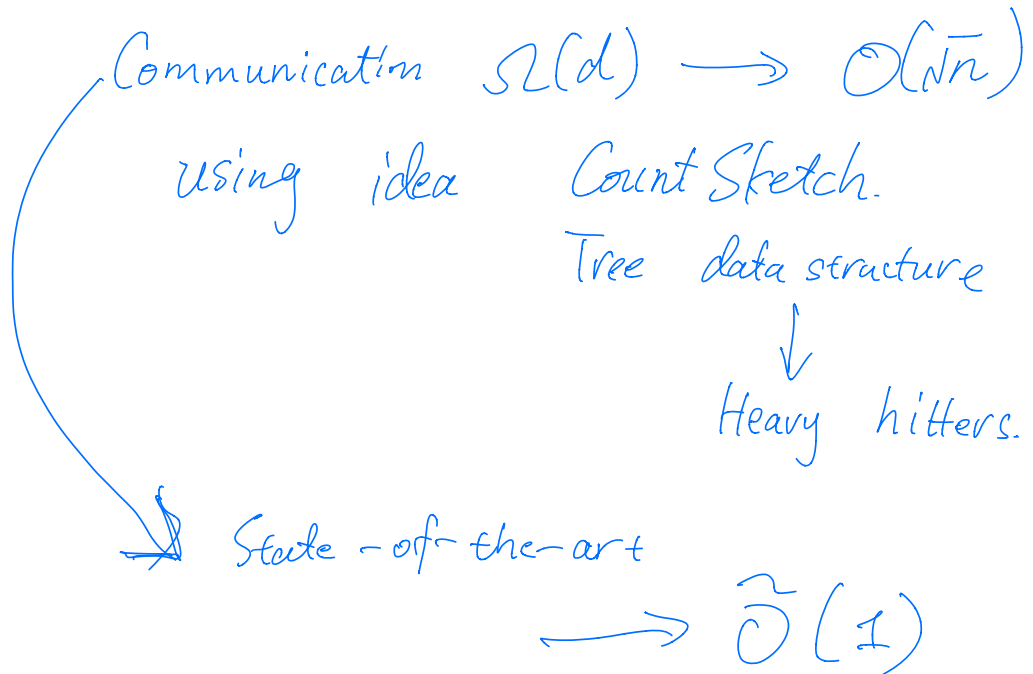 Communication Ω(d) → O(√n)
using idea Count Sketch.
Tree data structure
↓
Heavy hitters.
State-of-the-art
→ Õ(1)